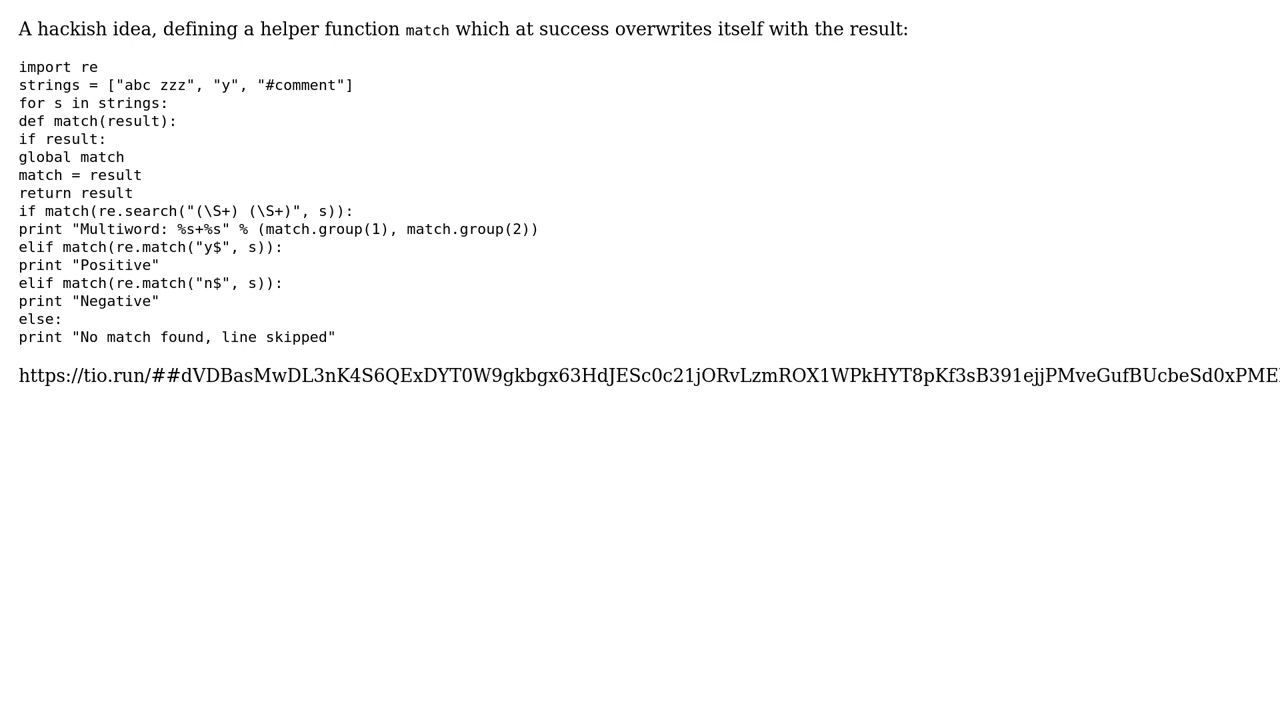 A hackish idea, defining a helper function match which at success overwrites itself with the result:
import re
strings = ["abc zzz", "y", "#comment"]
for s in strings:
def match(result):
if result:
global match
match = result
return result
if match(re.search("(\S+) (\S+)", s)):
print "Multiword: %s+%s" % (match.group(1), match.group(2))
elif match(re.match("y$", s)):
print "Positive"
elif match(re.match("n$", s)):
print "Negative"
else:
print "No match found, line skipped"
https://tio.run/##dVDBasMwDL3nK4S6QExDYT0W9gkbgx63HdJESc0c21jORvLzmROX1WPkHYT8pKf3sB391ejjPMveGufBUcbeSd0xPME